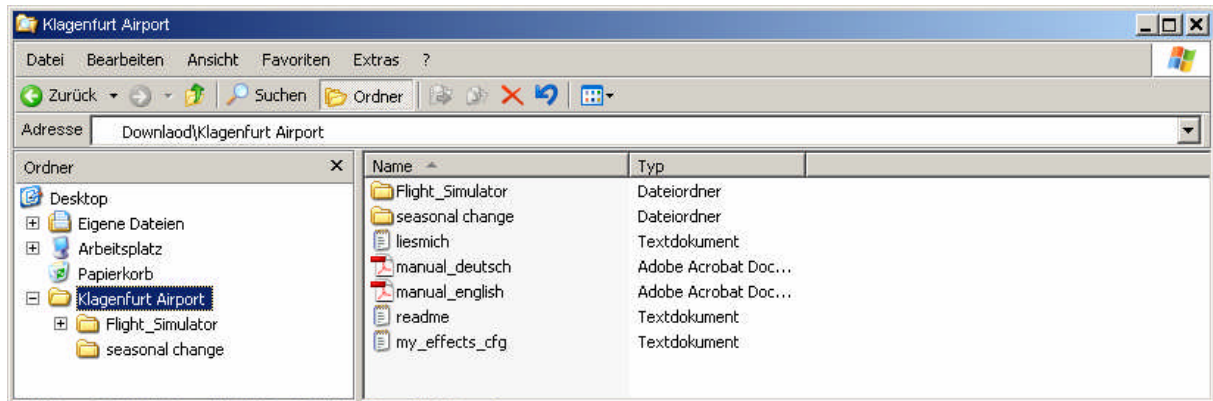 Klagenfurt Airport
Datei Bearbeiten Ansicht Favoriten Extras ?
Zurück Suchen Ordner
Adresse Downlaod\Klagenfurt Airport
Ordner x
Desktop
Eigene Dateien
Arbeitsplatz
Papierkorb
Klagenfurt Airport
Flight_Simulator
seasonal change
Name Typ
Flight_Simulator Dateiordner
seasonal change Dateiordner
liesmich Textdokument
manual_deutsch Adobe Acrobat Doc...
manual_english Adobe Acrobat Doc...
readme Textdokument
my_effects_cfg Textdokument